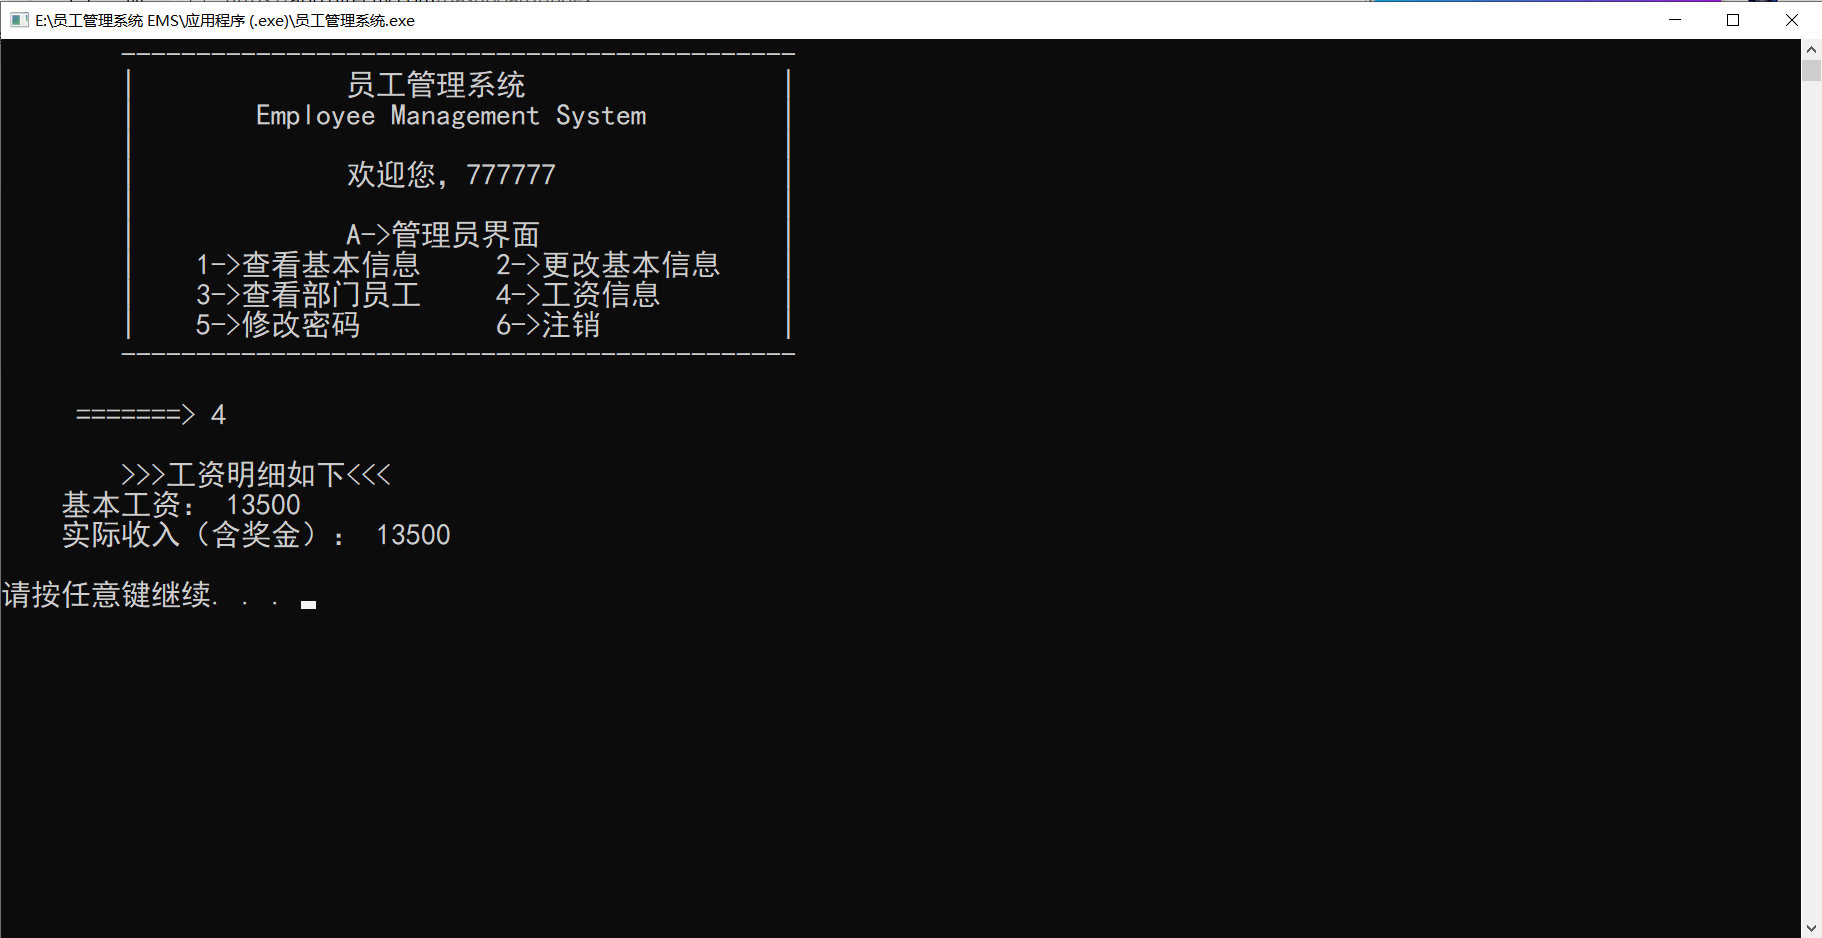 E:\员工管理系统 EMS\应用程序 (.exe)\员工管理系统.exe
员工管理系统
Employee Management System
欢迎您，777777
A->管理员界面
1->查看基本信息 2->更改基本信息
3->查看部门员工 4->工资信息
5->修改密码 6->注销
=======> 4
>>>工资明细如下<<<
基本工资： 13500
实际收入（含奖金）： 13500
请按任意键继续. . .